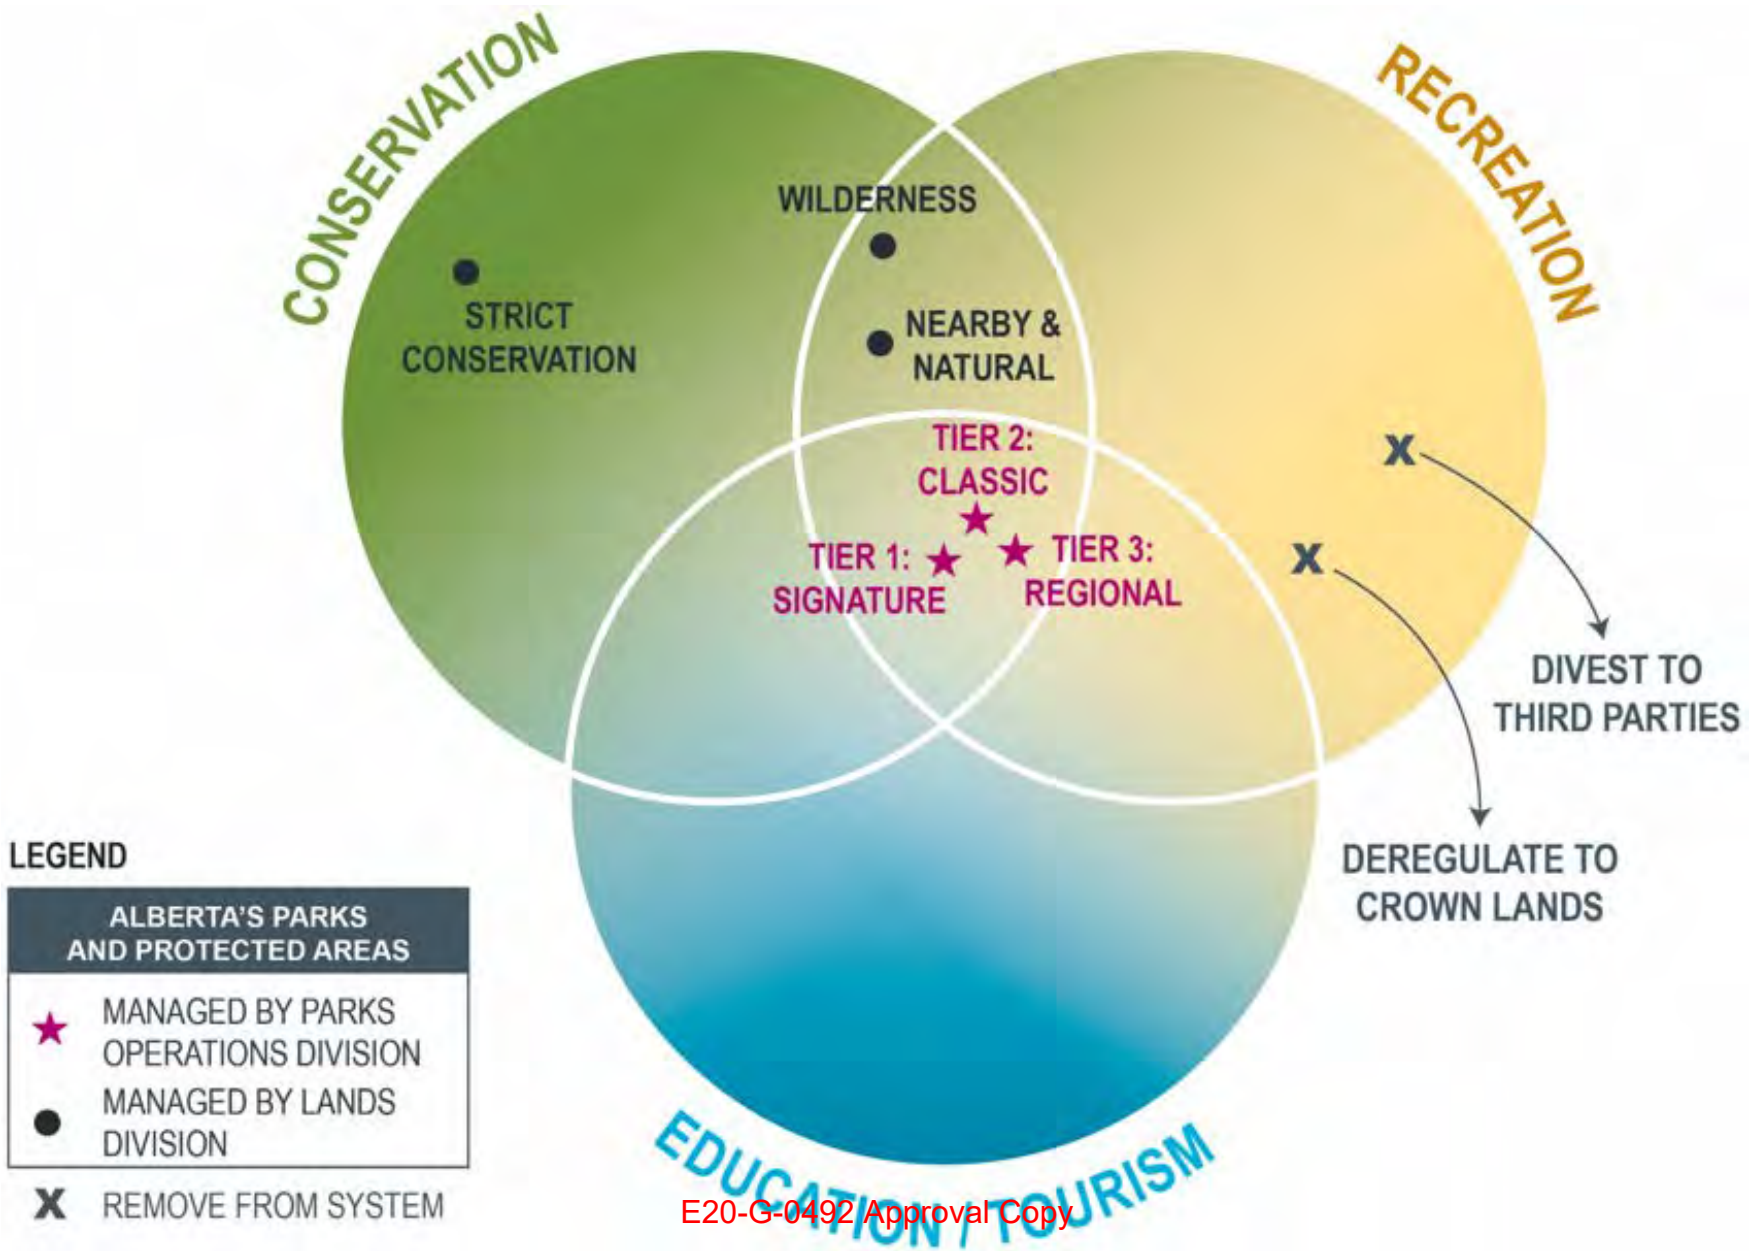 CONSERVATION
RECREATION
WILDERNESS
STRICT
CONSERVATION
NEARBY &
NATURAL
TIER 2:
CLASSIC
TIER 1:
SIGNATURE
TIER 3:
REGIONAL
X
X
DIVEST TO
THIRD PARTIES
DEREGULATE TO
CROWN LANDS
LEGEND
ALBERTA'S PARKS
AND PROTECTED AREAS
MANAGED BY PARKS
OPERATIONS DIVISION
MANAGED BY LANDS
DIVISION
X REMOVE FROM SYSTEM
EDUCATION / TOURISM
E20-G-0492 Approval Copy